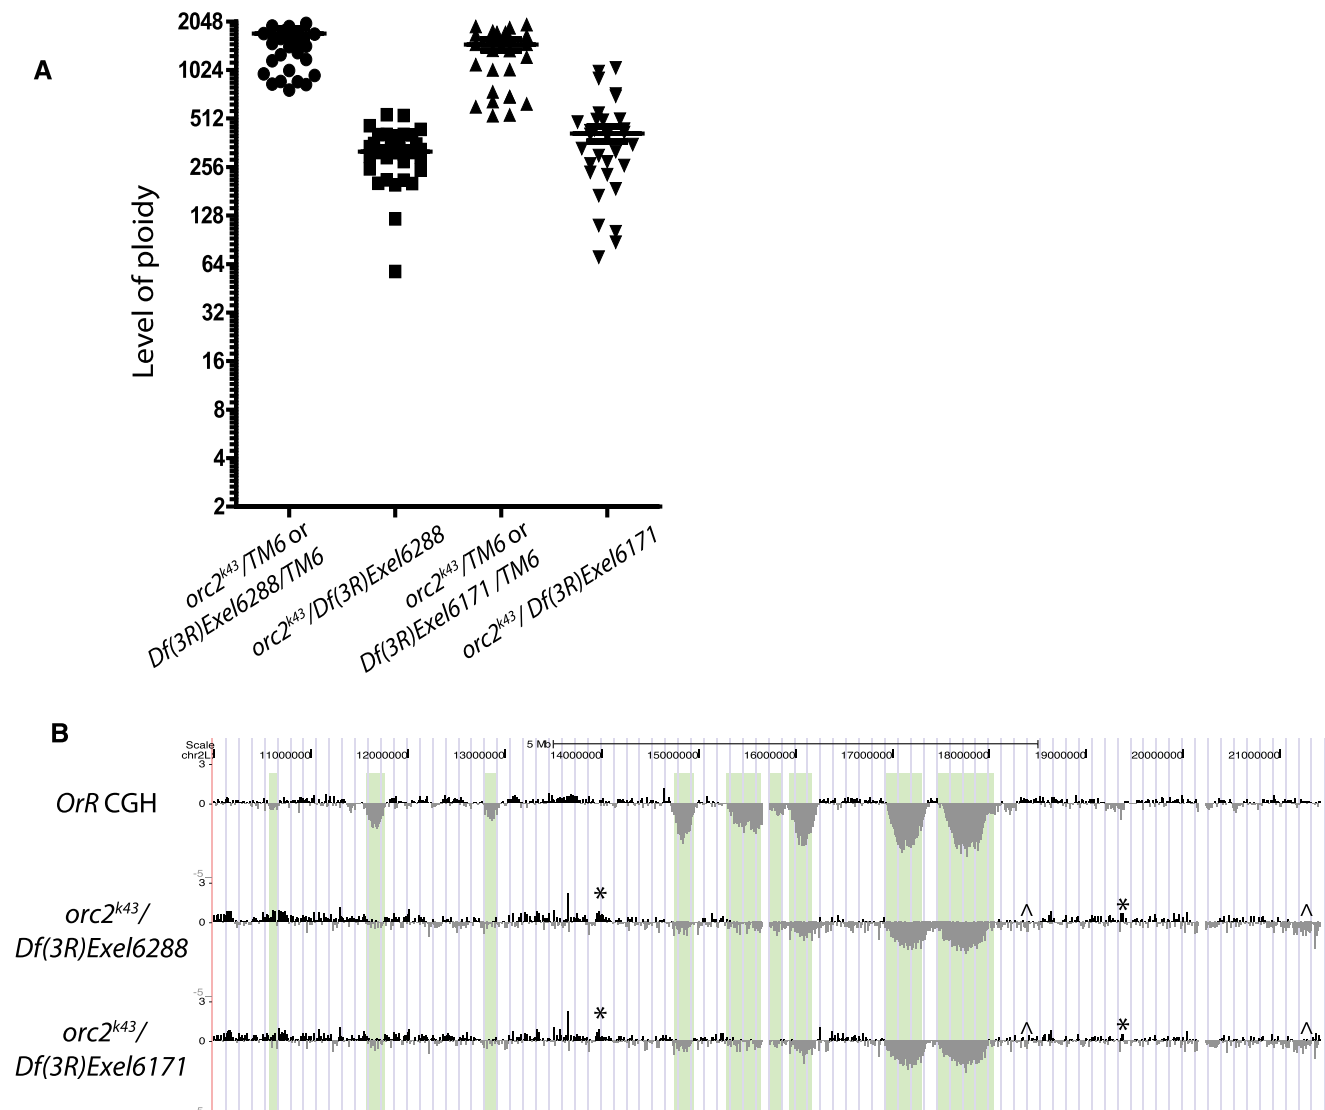 A
Level of ploidy
2048
1024
512
256
128
64
32
16
8
4
2
orc2k43/TM6 or
Df(3R)Exel6288/TM6
orc2k43/Df(3R)Exel6288
orc2k43/TM6 or
Df(3R)Exel6171 /TM6
orc2k43/ Df(3R)Exel6171
B
Scale 5 Mb
chr2L: 11000000 12000000 13000000 14000000 15000000 16000000 17000000 18000000 19000000 20000000 21000000
3
OrR CGH
0
-5
3
* ^ * ^
orc2k43/
0
Df(3R)Exel6288
-5
3
* ^ * ^
orc2k43/
0
Df(3R)Exel6171
-5